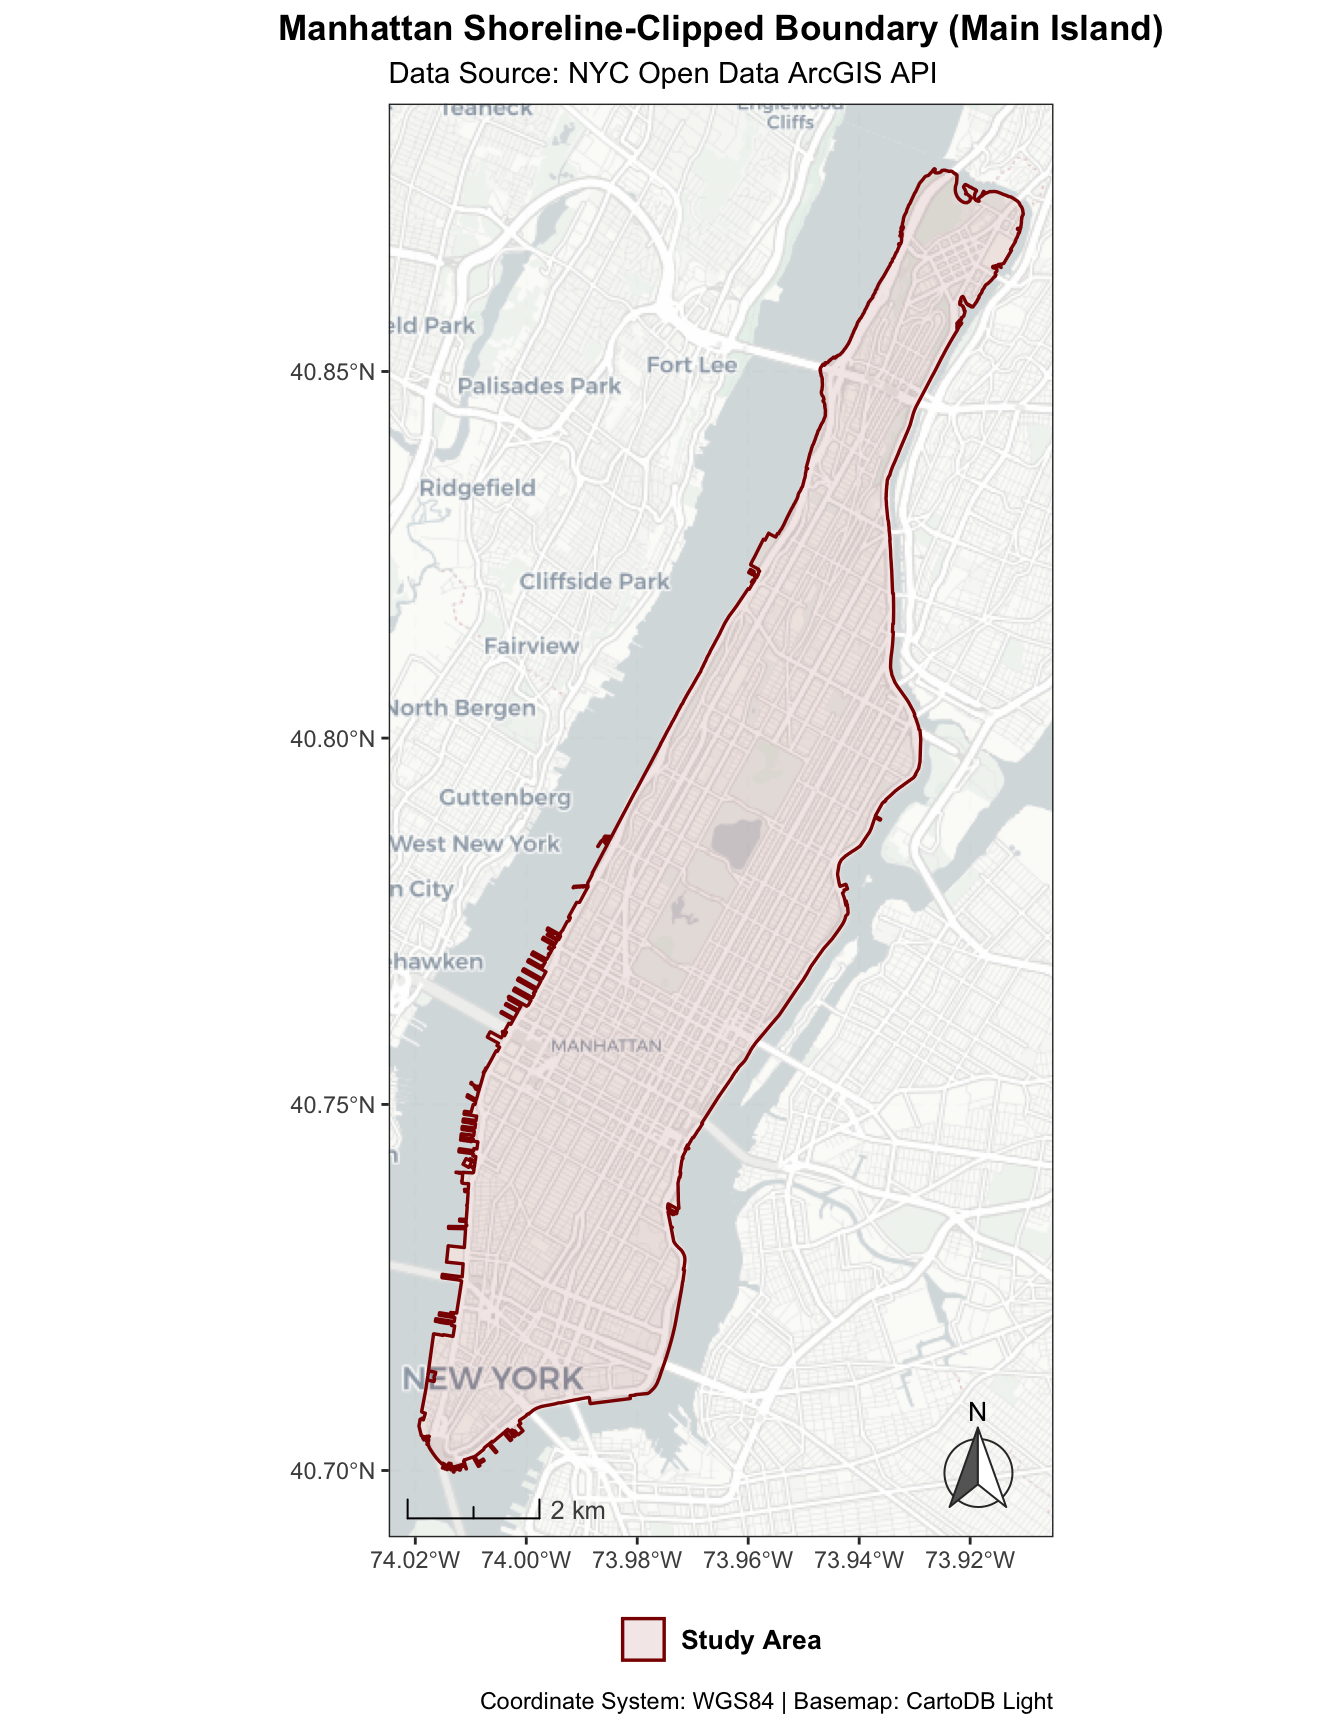 Manhattan Shoreline-Clipped Boundary (Main Island)
Data Source: NYC Open Data ArcGIS API
Teaneck
Englewood
Cliffs
eld Park
Fort Lee
40.85°N
Palisades Park
Ridgefield
Cliffside Park
Fairview
North Bergen
40.80°N
Guttenberg
West New York
n City
hawken
MANHATTAN
40.75°N
NEW YORK
N
40.70°N
2 km
74.02°W 74.00°W 73.98°W 73.96°W 73.94°W 73.92°W
Study Area
Coordinate System: WGS84 | Basemap: CartoDB Light